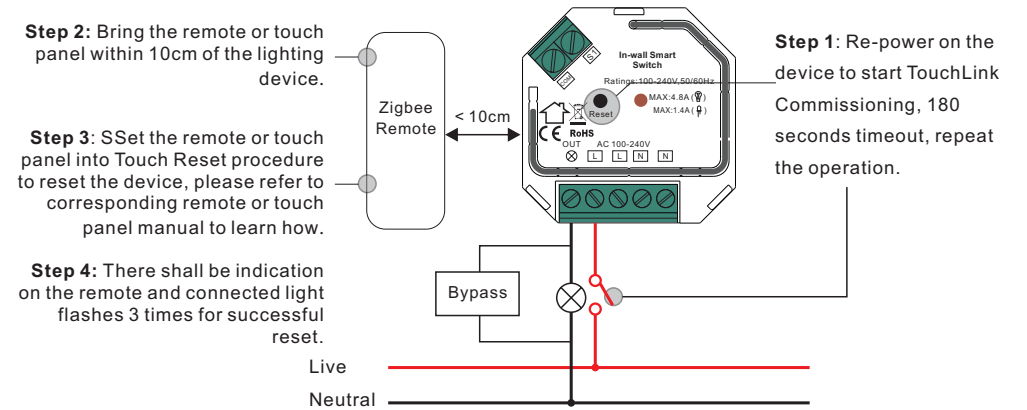 Step 2: Bring the remote or touch
panel within 10cm of the lighting
device.
Step 3: SSet the remote or touch
panel into Touch Reset procedure
to reset the device, please refer to
corresponding remote or touch
panel manual to learn how.
Step 4: There shall be indication
on the remote and connected light
flashes 3 times for successful
reset.
Zigbee
Remote
< 10cm
S1
COM
In-wall Smart
Switch
Ratings:100-240V,50/60Hz
MAX:4.8A ( )
MAX:1.4A ( )
Reset
CE RoHS
OUT AC 100-240V
L L N N
Step 1: Re-power on the
device to start TouchLink
Commissioning, 180
seconds timeout, repeat
the operation.
Bypass
Live
Neutral